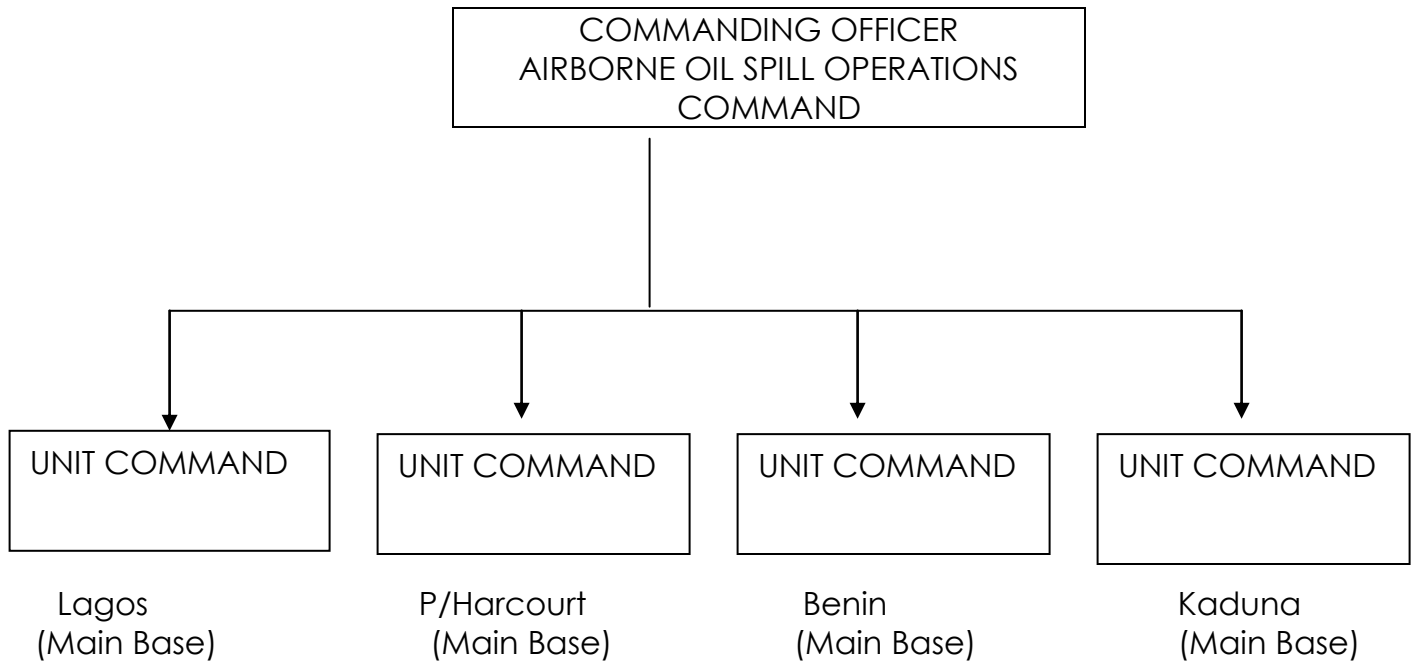 COMMANDING OFFICER
AIRBORNE OIL SPILL OPERATIONS
COMMAND
UNIT COMMAND
UNIT COMMAND
UNIT COMMAND
UNIT COMMAND
Lagos
(Main Base)
P/Harcourt
(Main Base)
Benin
(Main Base)
Kaduna
(Main Base)